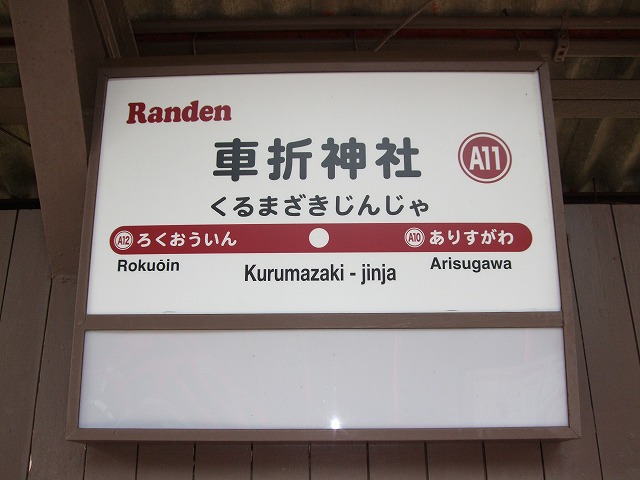 Randen
車折神社
A11
くるまざきじんじゃ
A12 ろくおういん
A10 ありすがわ
Rokuōin
Kurumazaki - jinja
Arisugawa